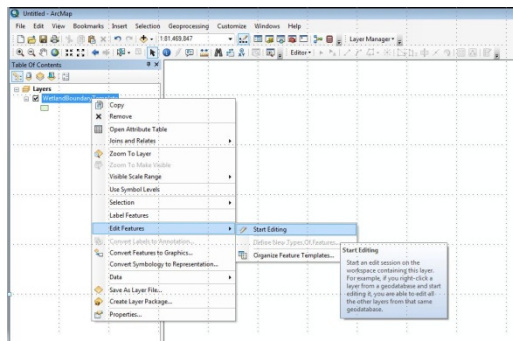 Untitled - ArcMap
File Edit View Bookmarks Insert Selection Geoprocessing Customize Windows Help
1:81,469,847 Layer Manager
Editor
Table Of Contents
Layers
WetlandBoundaryTemplate
Copy
Remove
Open Attribute Table
Joins and Relates
Zoom To Layer
Zoom To Make Visible
Visible Scale Range
Use Symbol Levels
Selection
Label Features
Edit Features
Start Editing
Convert Labels to Annotation...
Define New Types Of Features...
Convert Features to Graphics...
Organize Feature Templates...
Convert Symbology to Representation...
Data
Save As Layer File...
Create Layer Package...
Properties...
Start Editing
Start an edit session on the
workspace containing this layer.
For example, if you right-click a
layer from a geodatabase and start
editing it, you are able to edit all
the other layers from that same
geodatabase.